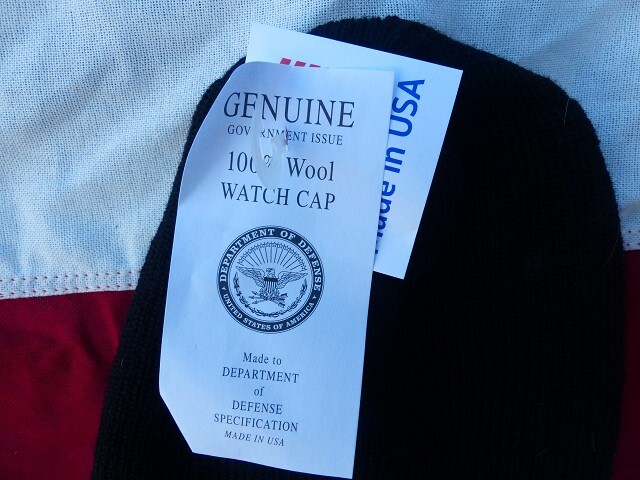 GENUINE
GOVERNMENT ISSUE
100% Wool
WATCH CAP
DEPARTMENT OF DEFENSE
UNITED STATES OF AMERICA
Made to
DEPARTMENT
of
DEFENSE
SPECIFICATION
MADE IN USA
Made in USA